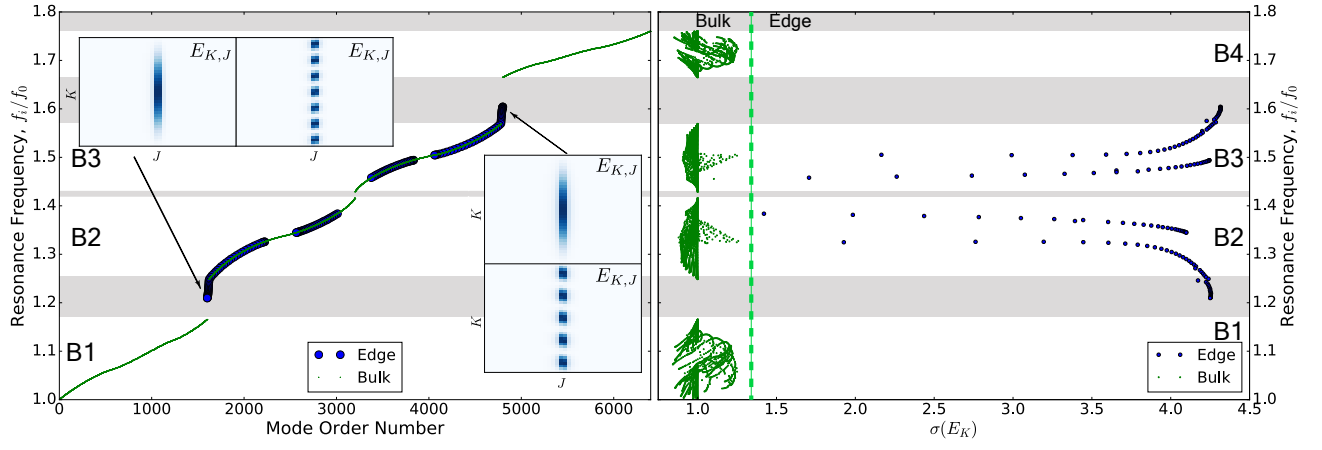 Resonance Frequency, f_i/f_0
1.8
1.7
1.6
1.5
1.4
1.3
1.2
1.1
1.0
B3
B2
B1
E_{K,J}
E_{K,J}
K
J
J
E_{K,J}
K
E_{K,J}
K
J
Edge
Bulk
0
1000
2000
3000
4000
5000
6000
Mode Order Number
Bulk
Edge
B4
B3
B2
B1
Edge
Bulk
1.8
1.7
1.6
1.5
1.4
1.3
1.2
1.1
1.0
Resonance Frequency, f_i/f_0
1.0
1.5
2.0
2.5
3.0
3.5
4.0
4.5
σ(E_K)